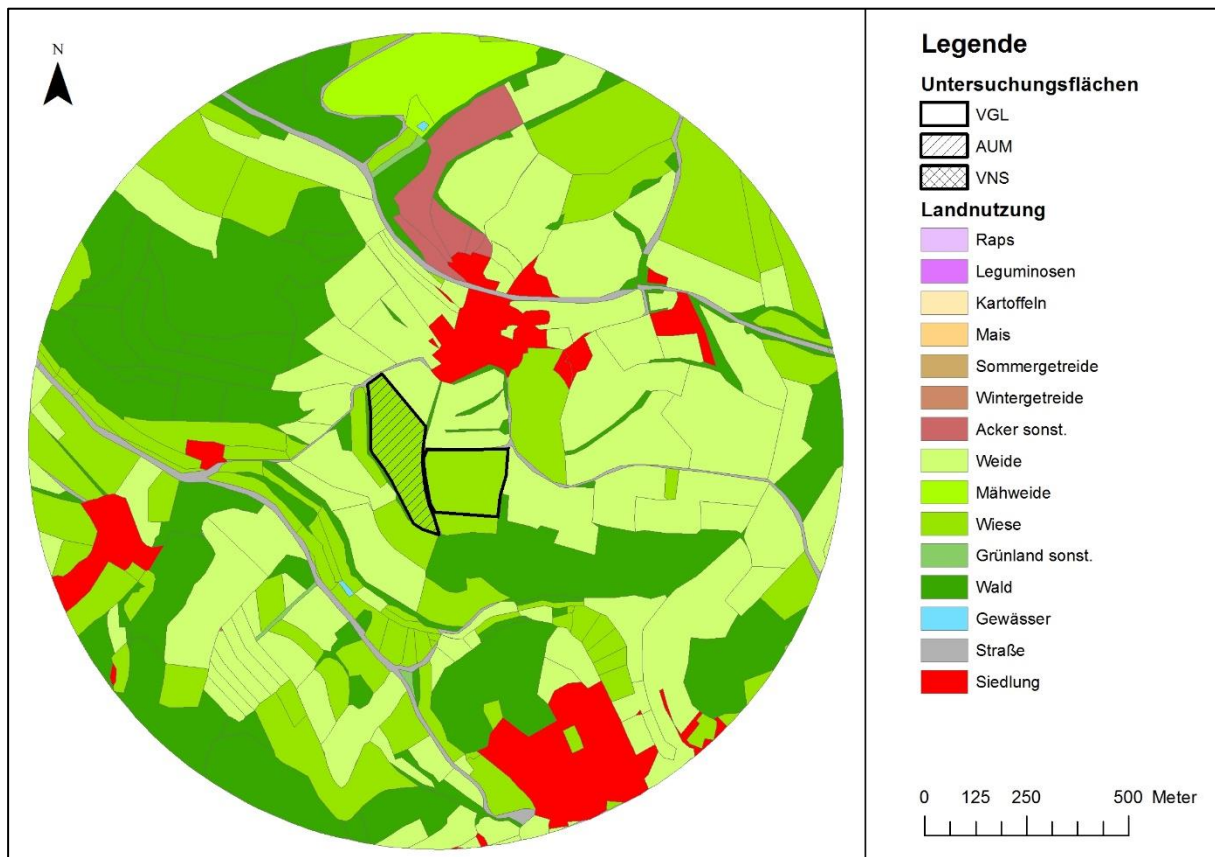 N
Legende
Untersuchungsflächen
VGL
AUM
VNS
Landnutzung
Raps
Leguminosen
Kartoffeln
Mais
Sommergetreide
Wintergetreide
Acker sonst.
Weide
Mähweide
Wiese
Grünland sonst.
Wald
Gewässer
Straße
Siedlung
0 125 250 500 Meter